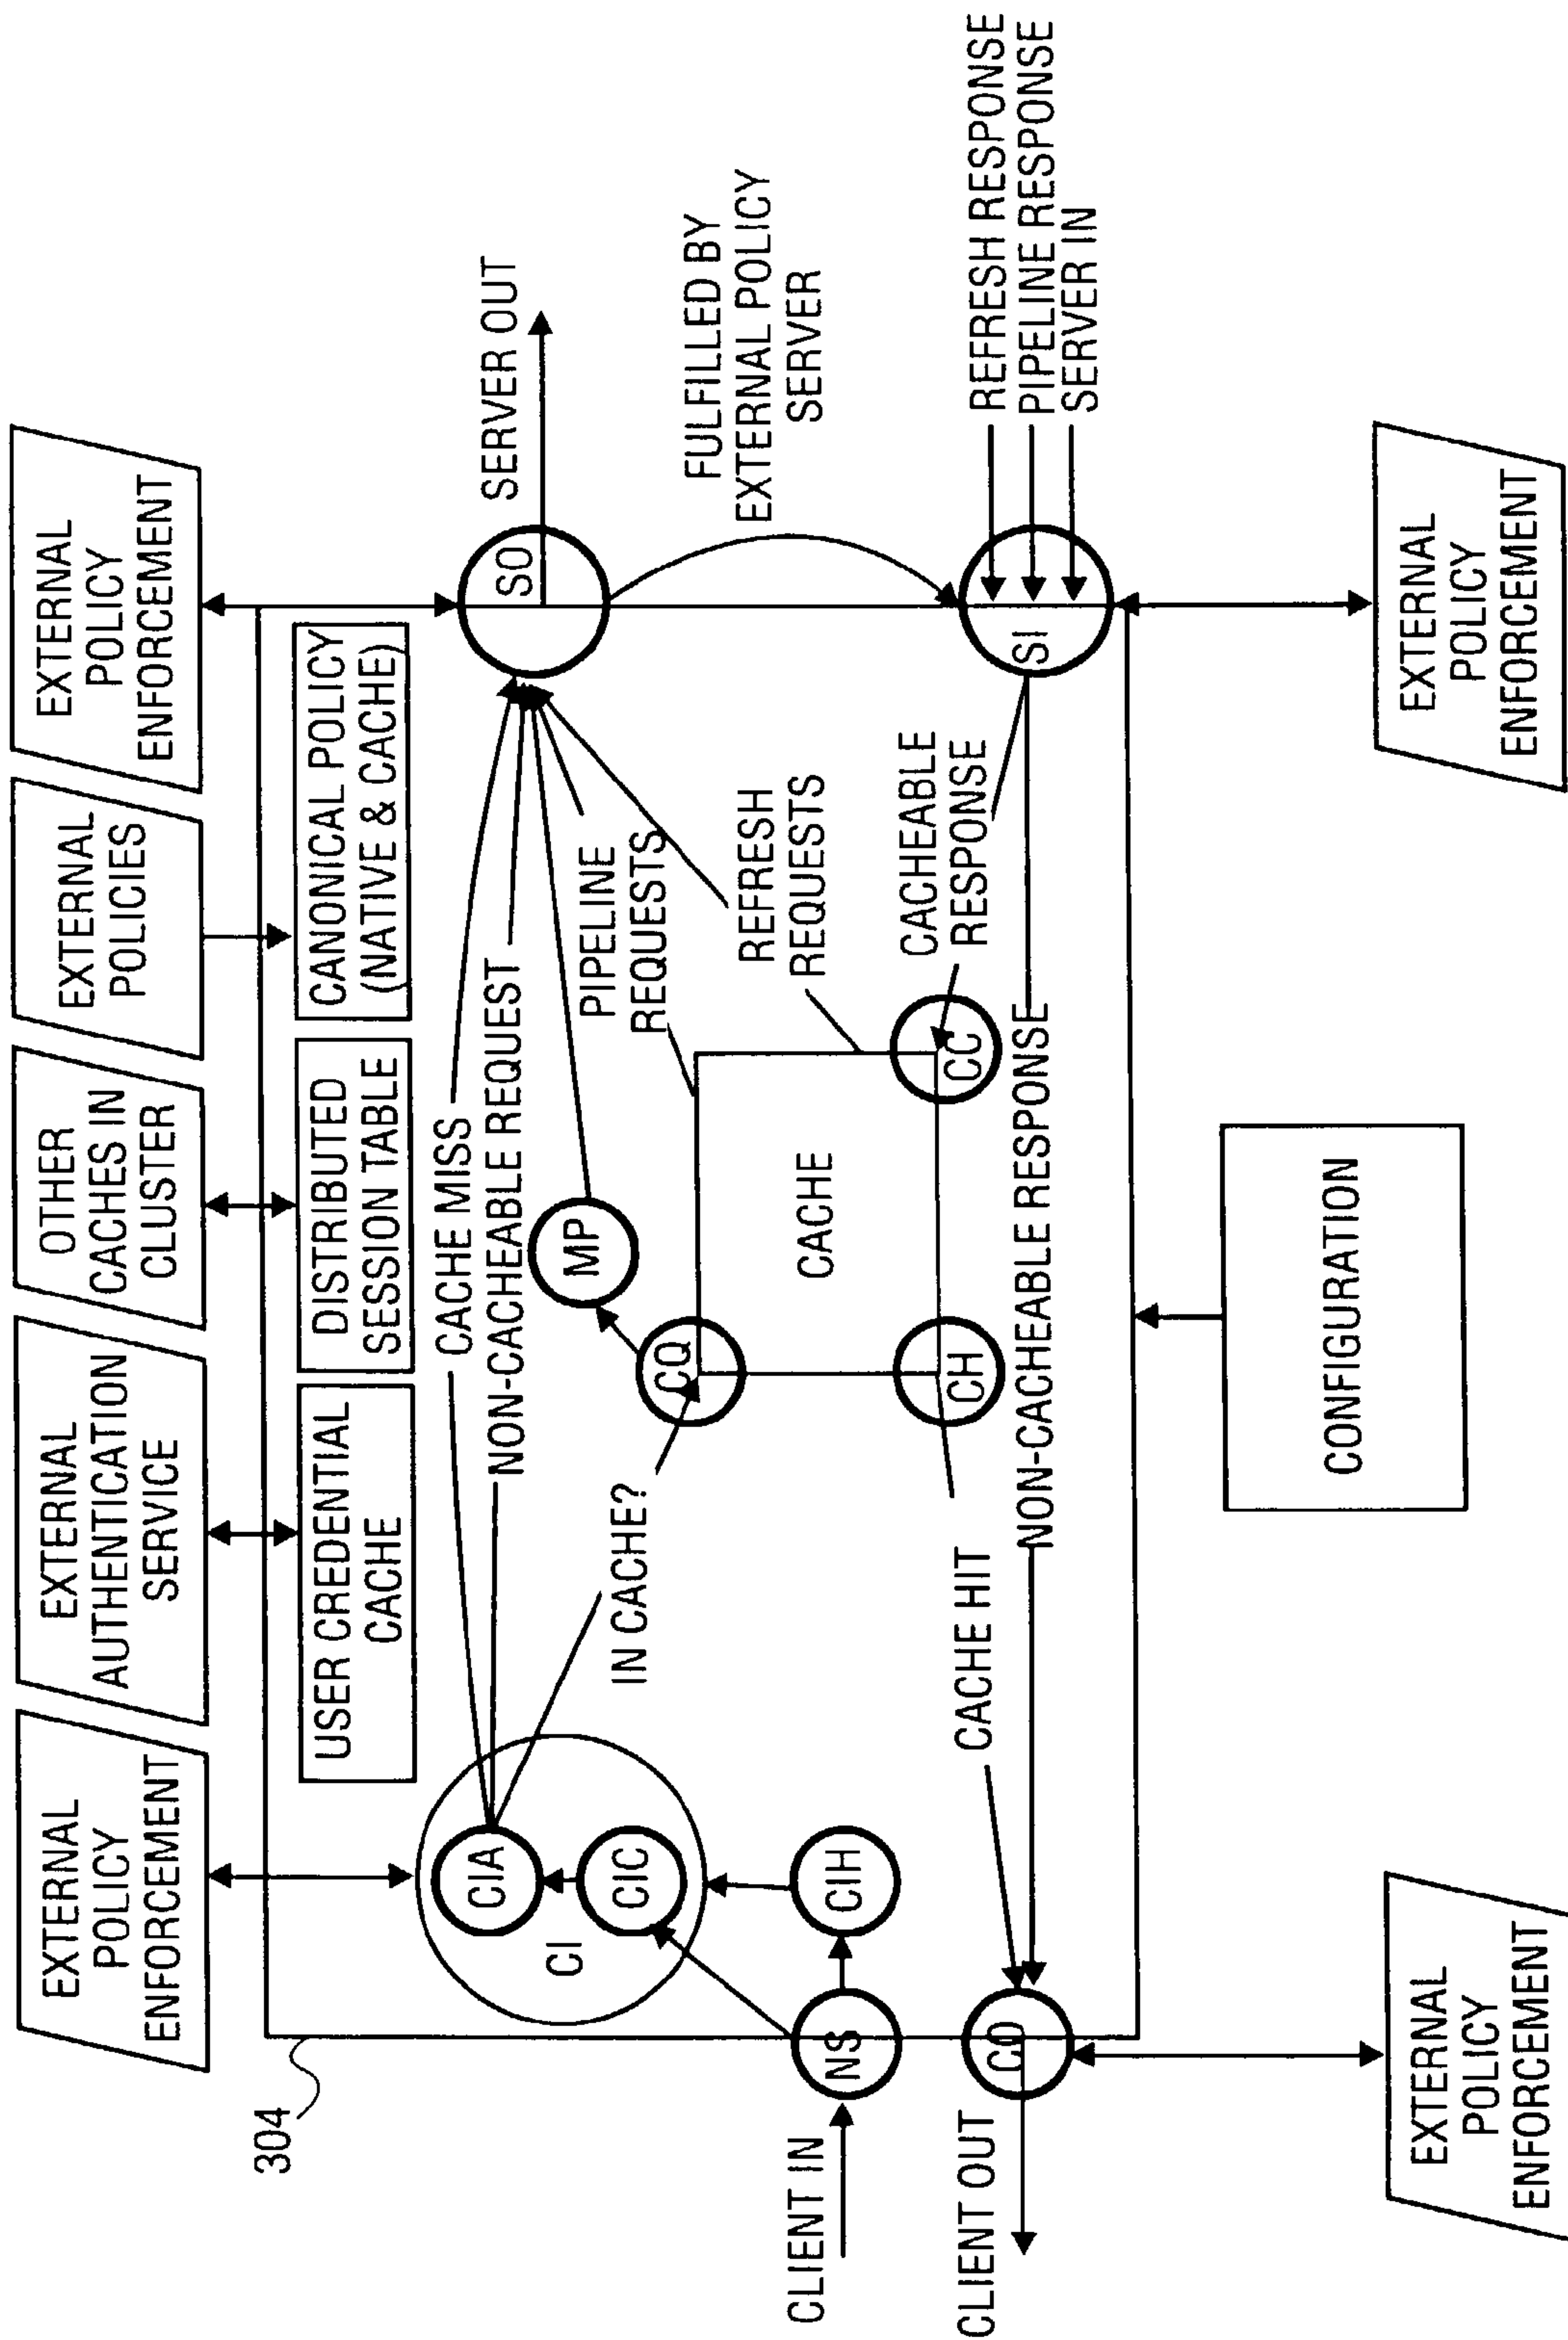 304
EXTERNAL
POLICY
ENFORCEMENT
EXTERNAL
AUTHENTICATION
SERVICE
OTHER
CACHES IN
CLUSTER
EXTERNAL
POLICIES
EXTERNAL
POLICY
ENFORCEMENT
USER CREDENTIAL
CACHE
DISTRIBUTED
SESSION TABLE
CANONICAL POLICY
(NATIVE & CACHE)
CIA
CIC
CI
CIH
NS
CLIENT IN
CO
CLIENT OUT
CACHE MISS
NON-CACHEABLE REQUEST
IN CACHE?
MP
CQ
CACHE
CH
CC
PIPELINE
REQUESTS
REFRESH
REQUESTS
CACHEABLE
RESPONSE
CACHE HIT
NON-CACHEABLE RESPONSE
SO
SERVER OUT
FULFILLED BY
EXTERNAL POLICY
SERVER
SI
REFRESH RESPONSE
PIPELINE RESPONSE
SERVER IN
EXTERNAL
POLICY
ENFORCEMENT
CONFIGURATION
EXTERNAL
POLICY
ENFORCEMENT